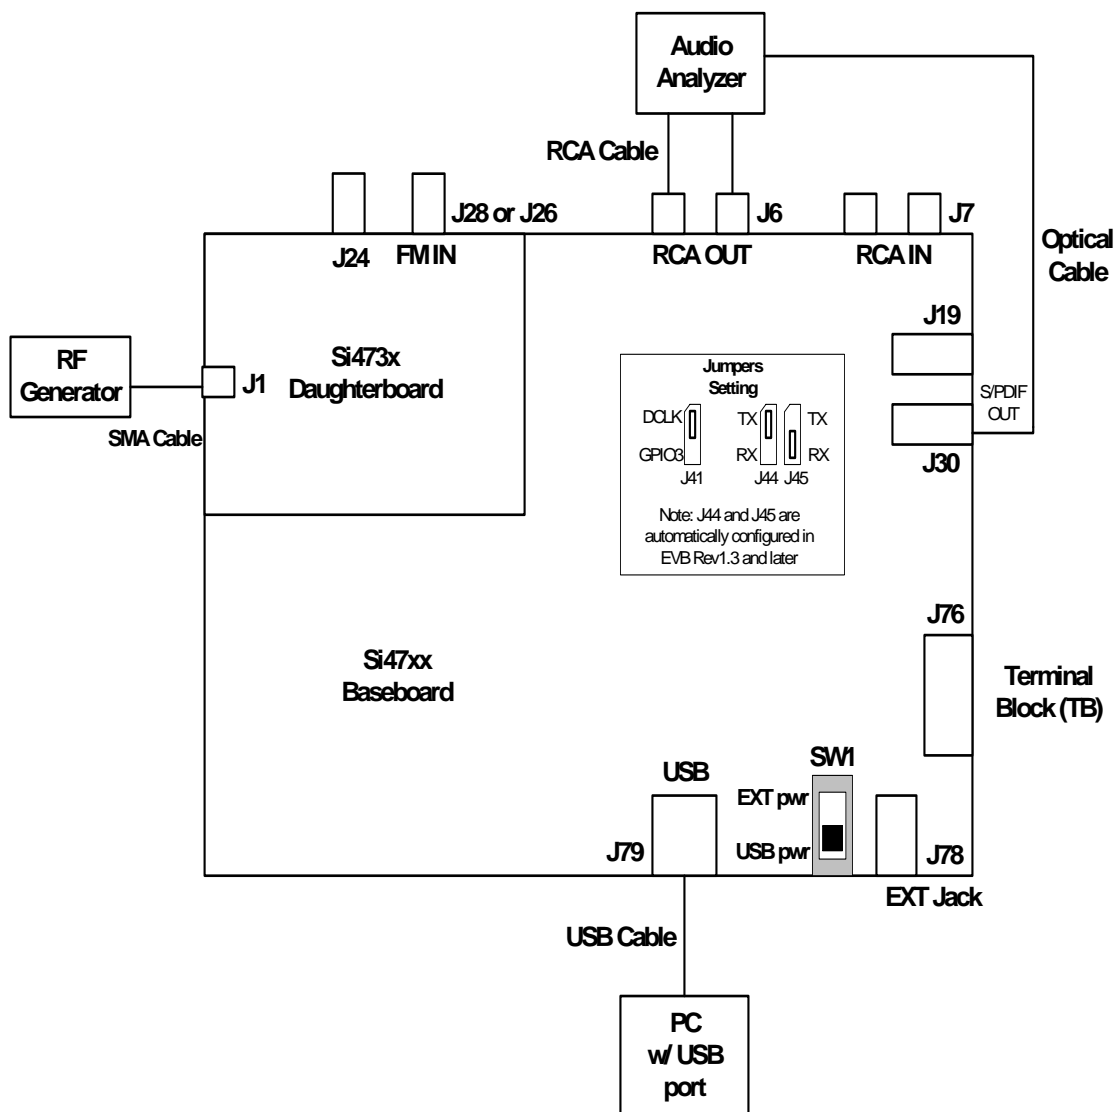 Audio
Analyzer
RCA Cable
J28 or J26
J6
J7
J24
FM IN
RCA OUT
RCA IN
Optical
Cable
J19
RF
Generator
J1
Si473x
Daughterboard
SMA Cable
Jumpers
Setting
DCLK
TX
TX
GPIO3
RX
RX
J41
J44
J45
Note: J44 and J45 are
automatically configured in
EVB Rev1.3 and later
S/PDIF
OUT
J30
J76
Si47xx
Baseboard
Terminal
Block (TB)
SW1
USB
EXT pwr
USB pwr
J79
J78
EXT Jack
USB Cable
PC
w/ USB
port